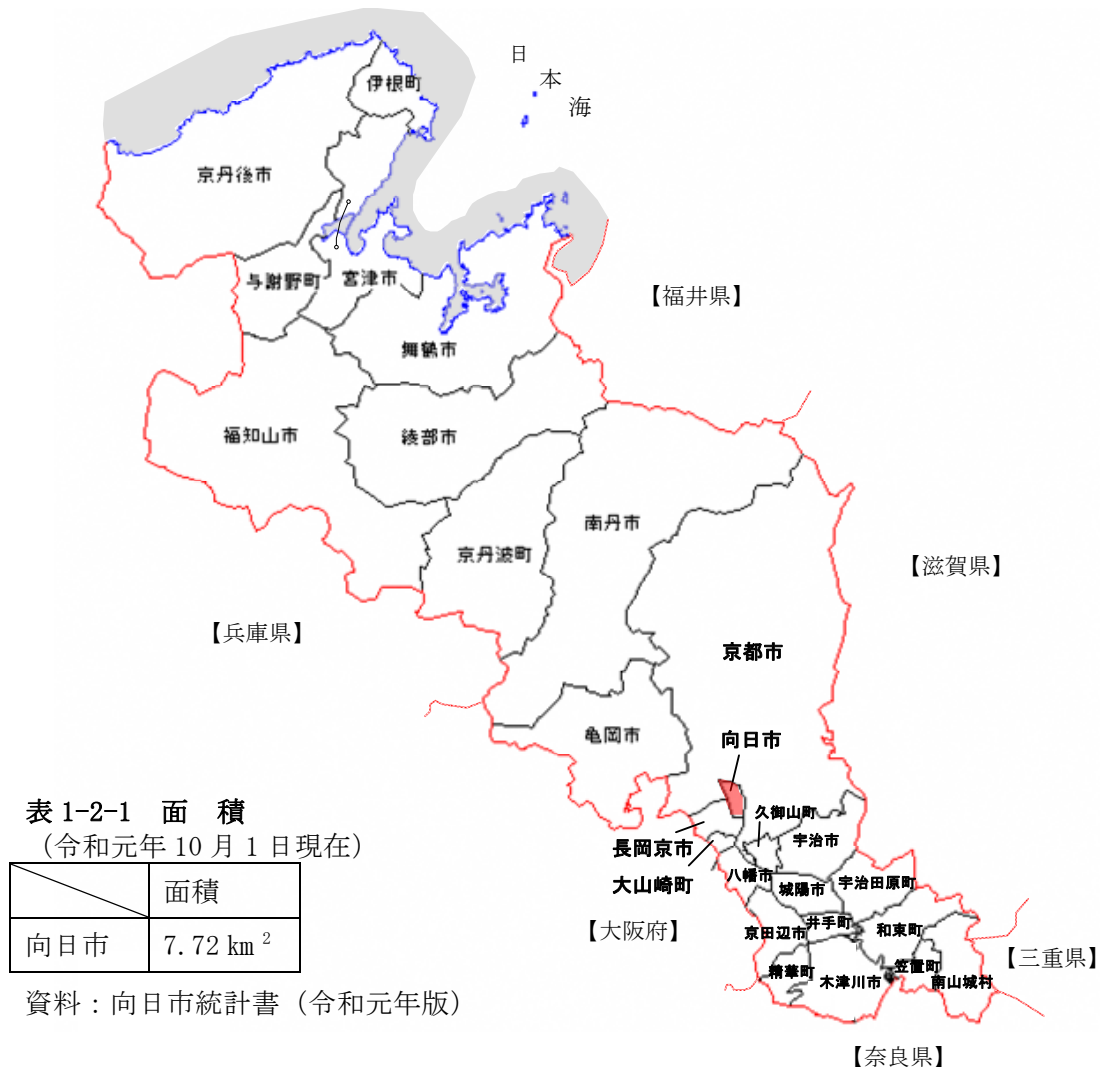 日
本
海
伊根町
京丹後市
与謝野町
宮津市
【福井県】
舞鶴市
福知山市
綾部市
南丹市
京丹波町
【滋賀県】
【兵庫県】
京都市
亀岡市
向日市
久御山町
宇治市
長岡京市
大山崎町
八幡市
城陽市
宇治田原町
【大阪府】
京田辺市
井手町
和束町
精華町
木津川市
笠置町
南山城村
【三重県】
【奈良県】
表 1-2-1 面 積
(令和元年 10 月 1 日現在)
面積
向日市 7.72 km²
資料:向日市統計書(令和元年版)